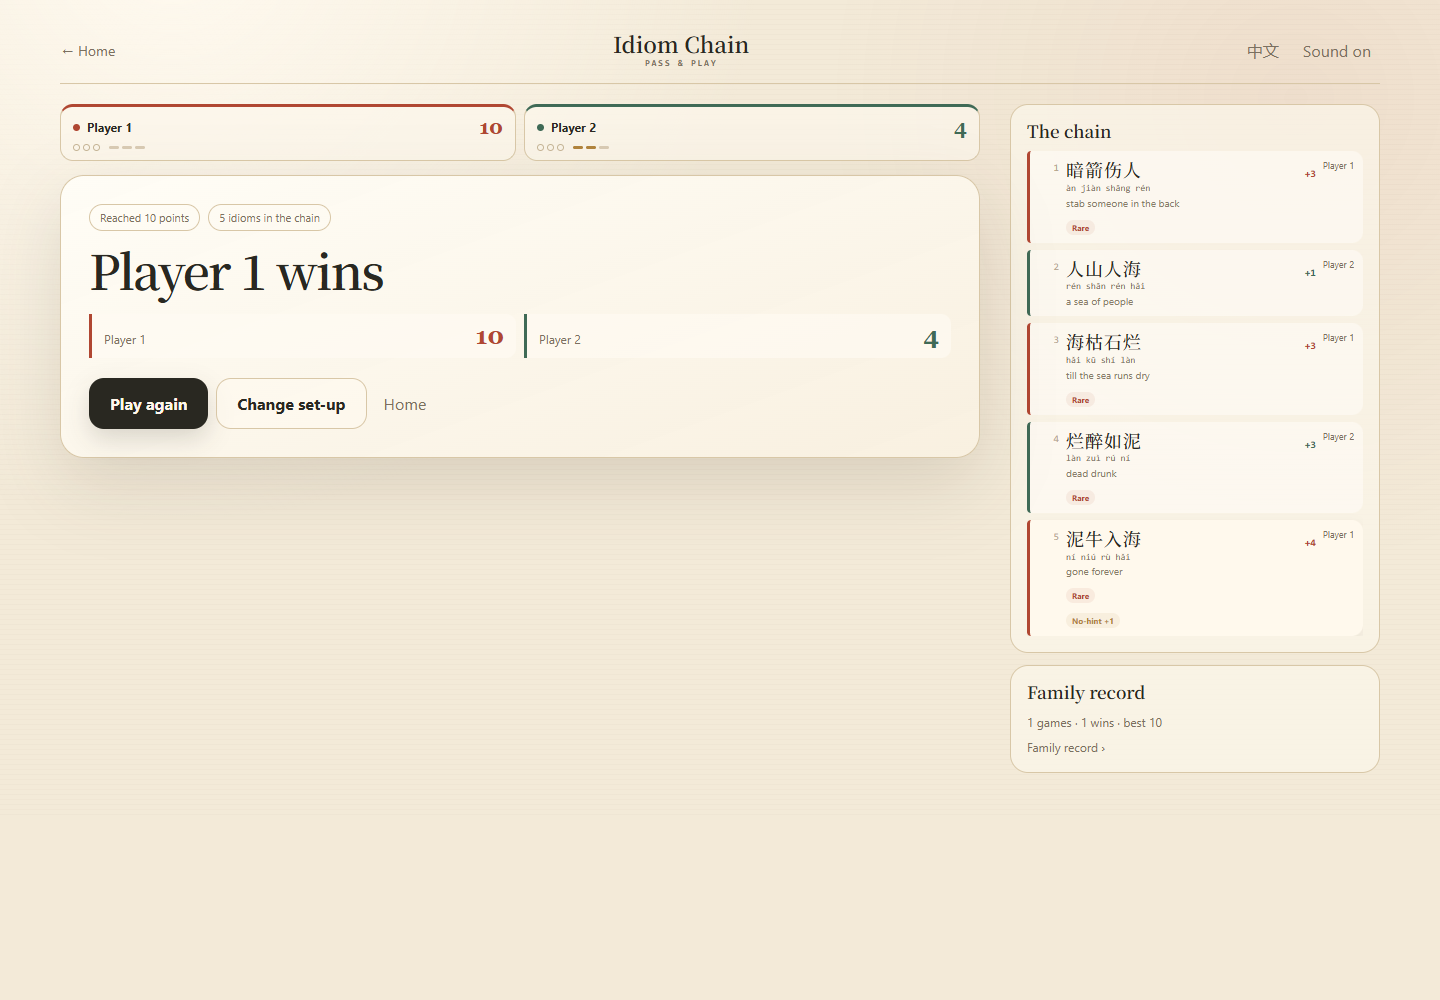 ← Home
Idiom Chain
PASS & PLAY
中文
Sound on
Player 1
10
Player 2
4
Reached 10 points
5 idioms in the chain
Player 1 wins
Player 1
10
Player 2
4
Play again
Change set-up
Home
The chain
1
暗箭伤人
àn jiàn shāng rén
stab someone in the back
Rare
+3
Player 1
2
人山人海
rén shān rén hǎi
a sea of people
+1
Player 2
3
海枯石烂
hǎi kū shí làn
till the sea runs dry
Rare
+3
Player 1
4
烂醉如泥
làn zuì rú ní
dead drunk
Rare
+3
Player 2
5
泥牛入海
ní niú rù hǎi
gone forever
Rare
No-hint +1
+4
Player 1
Family record
1 games · 1 wins · best 10
Family record ›